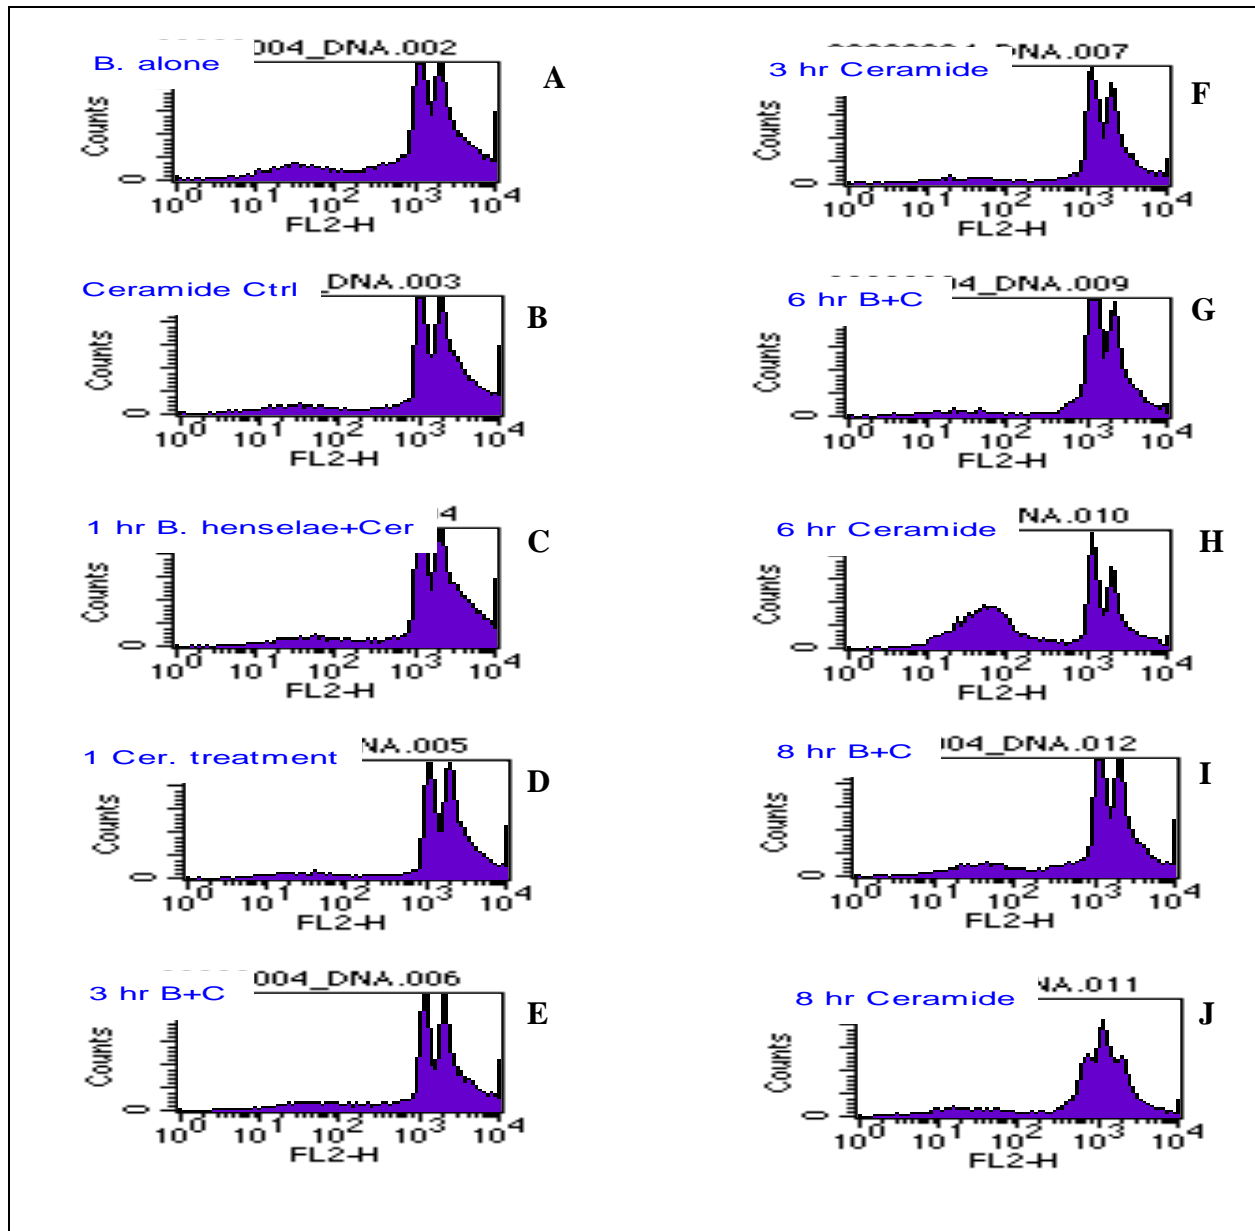 004_DNA.002
B. alone
A
Counts
0
10^0 10^1 10^2 10^3 10^4
FL2-H
_DNA.003
Ceramide Ctrl
B
Counts
0
10^0 10^1 10^2 10^3 10^4
FL2-H
4
1 hr B. henselae+Cer
C
Counts
0
10^0 10^1 10^2 10^3 10^4
FL2-H
NA.005
1 Cer. treatment
D
Counts
0
10^0 10^1 10^2 10^3 10^4
FL2-H
004_DNA.006
3 hr B+C
E
Counts
0
10^0 10^1 10^2 10^3 10^4
FL2-H
DNA.007
3 hr Ceramide
F
Counts
0
10^0 10^1 10^2 10^3 10^4
FL2-H
04_DNA.009
6 hr B+C
G
Counts
0
10^0 10^1 10^2 10^3 10^4
FL2-H
NA.010
6 hr Ceramide
H
Counts
0
10^0 10^1 10^2 10^3 10^4
FL2-H
004_DNA.012
8 hr B+C
I
Counts
0
10^0 10^1 10^2 10^3 10^4
FL2-H
NA.011
8 hr Ceramide
J
Counts
0
10^0 10^1 10^2 10^3 10^4
FL2-H